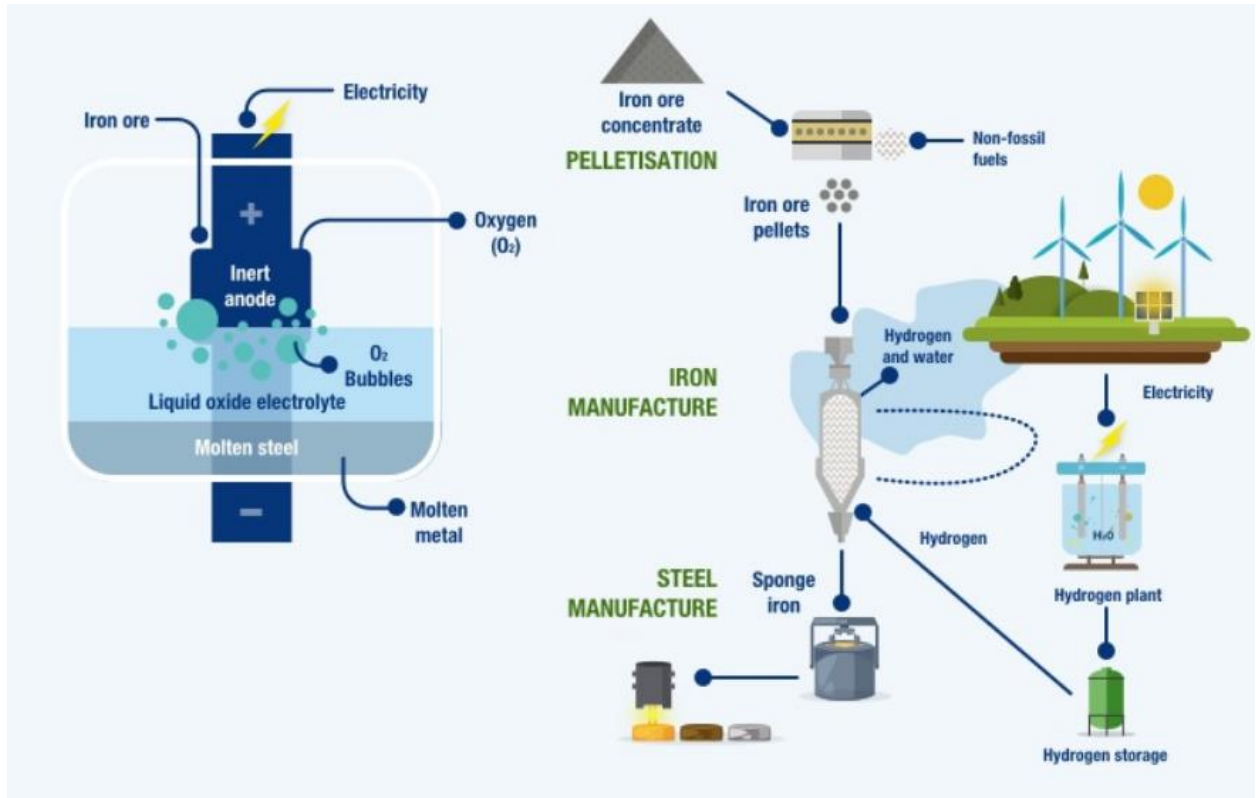 Electricity
Iron ore
+
Oxygen
(O₂)
Inert
anode
O₂
Bubbles
Liquid oxide electrolyte
Molten steel
Molten
metal
−
Iron ore
concentrate
PELLETISATION
Non-fossil
fuels
Iron ore
pellets
Hydrogen
and water
IRON
MANUFACTURE
Electricity
H₂O
Hydrogen
Hydrogen plant
STEEL
MANUFACTURE
Sponge
iron
Hydrogen storage